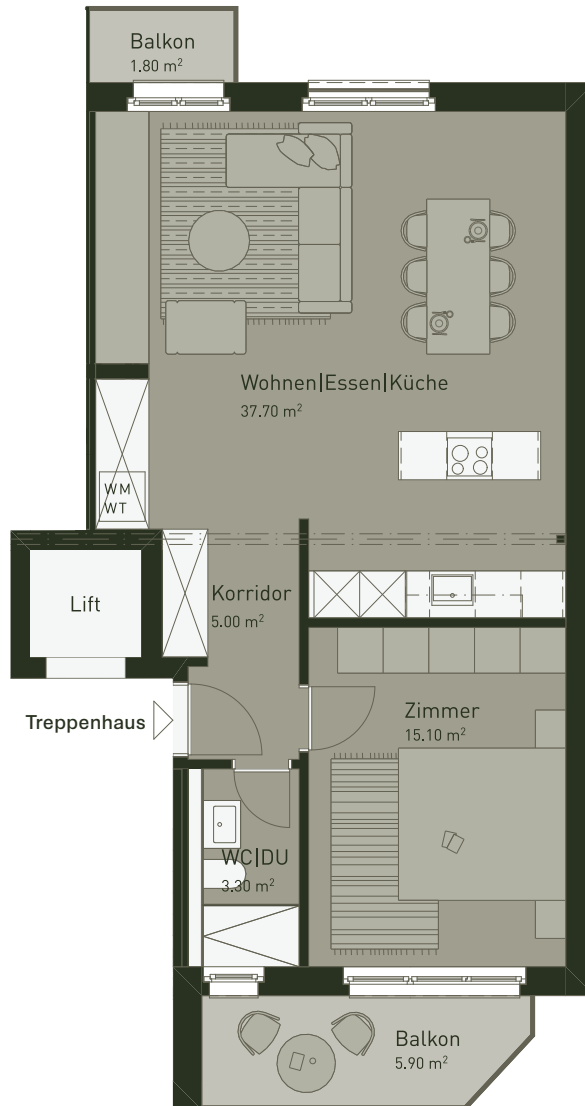 Balkon
1.80 m²
Wohnen|Essen|Küche
37.70 m²
WM
WT
Lift
Korridor
5.00 m²
Treppenhaus
Zimmer
15.10 m²
WC|DU
3.30 m²
Balkon
5.90 m²